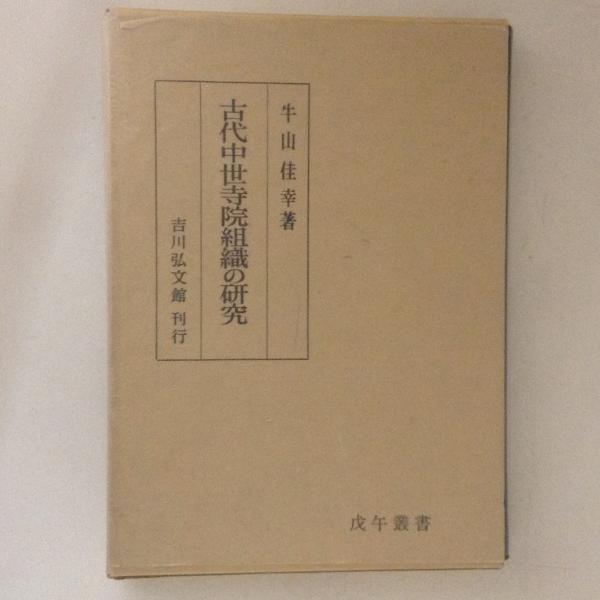 牛山佳幸著
古代中世寺院組織の研究
吉川弘文館 刊行
戊午叢書